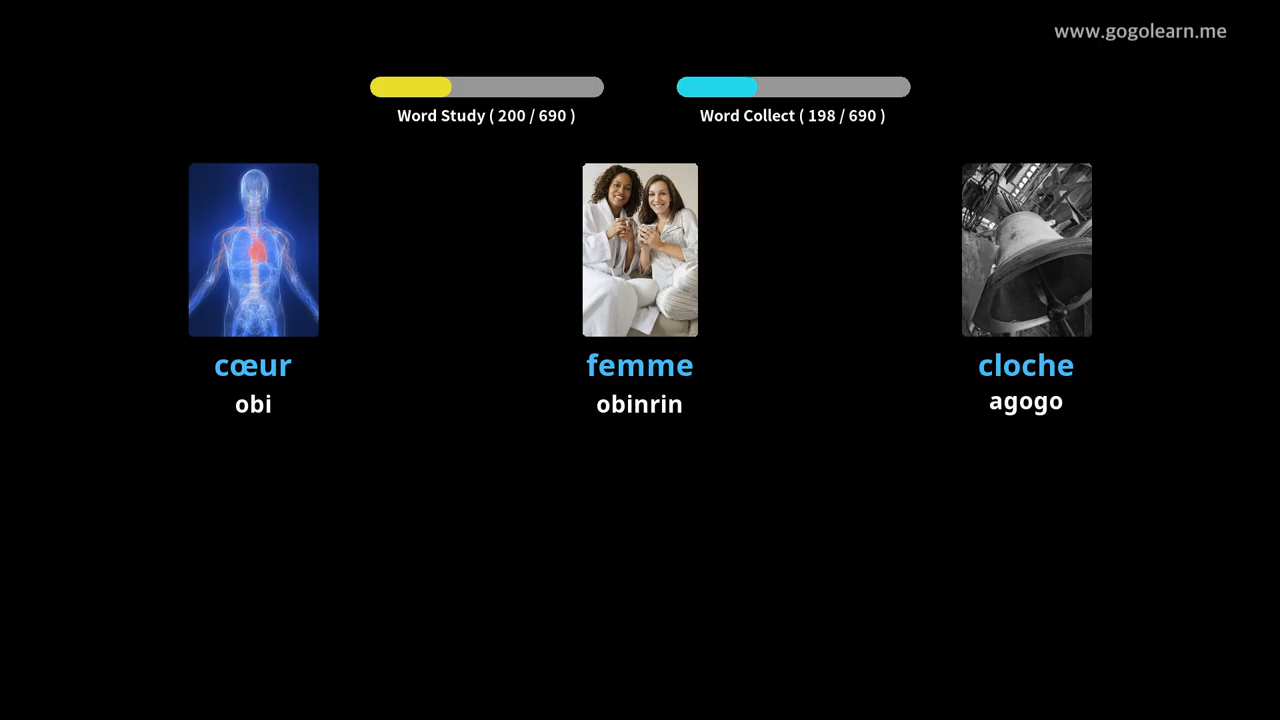 www.gogolearn.me
Word Study ( 200 / 690 )
Word Collect ( 198 / 690 )
cœur
obi
femme
obinrin
cloche
agogo